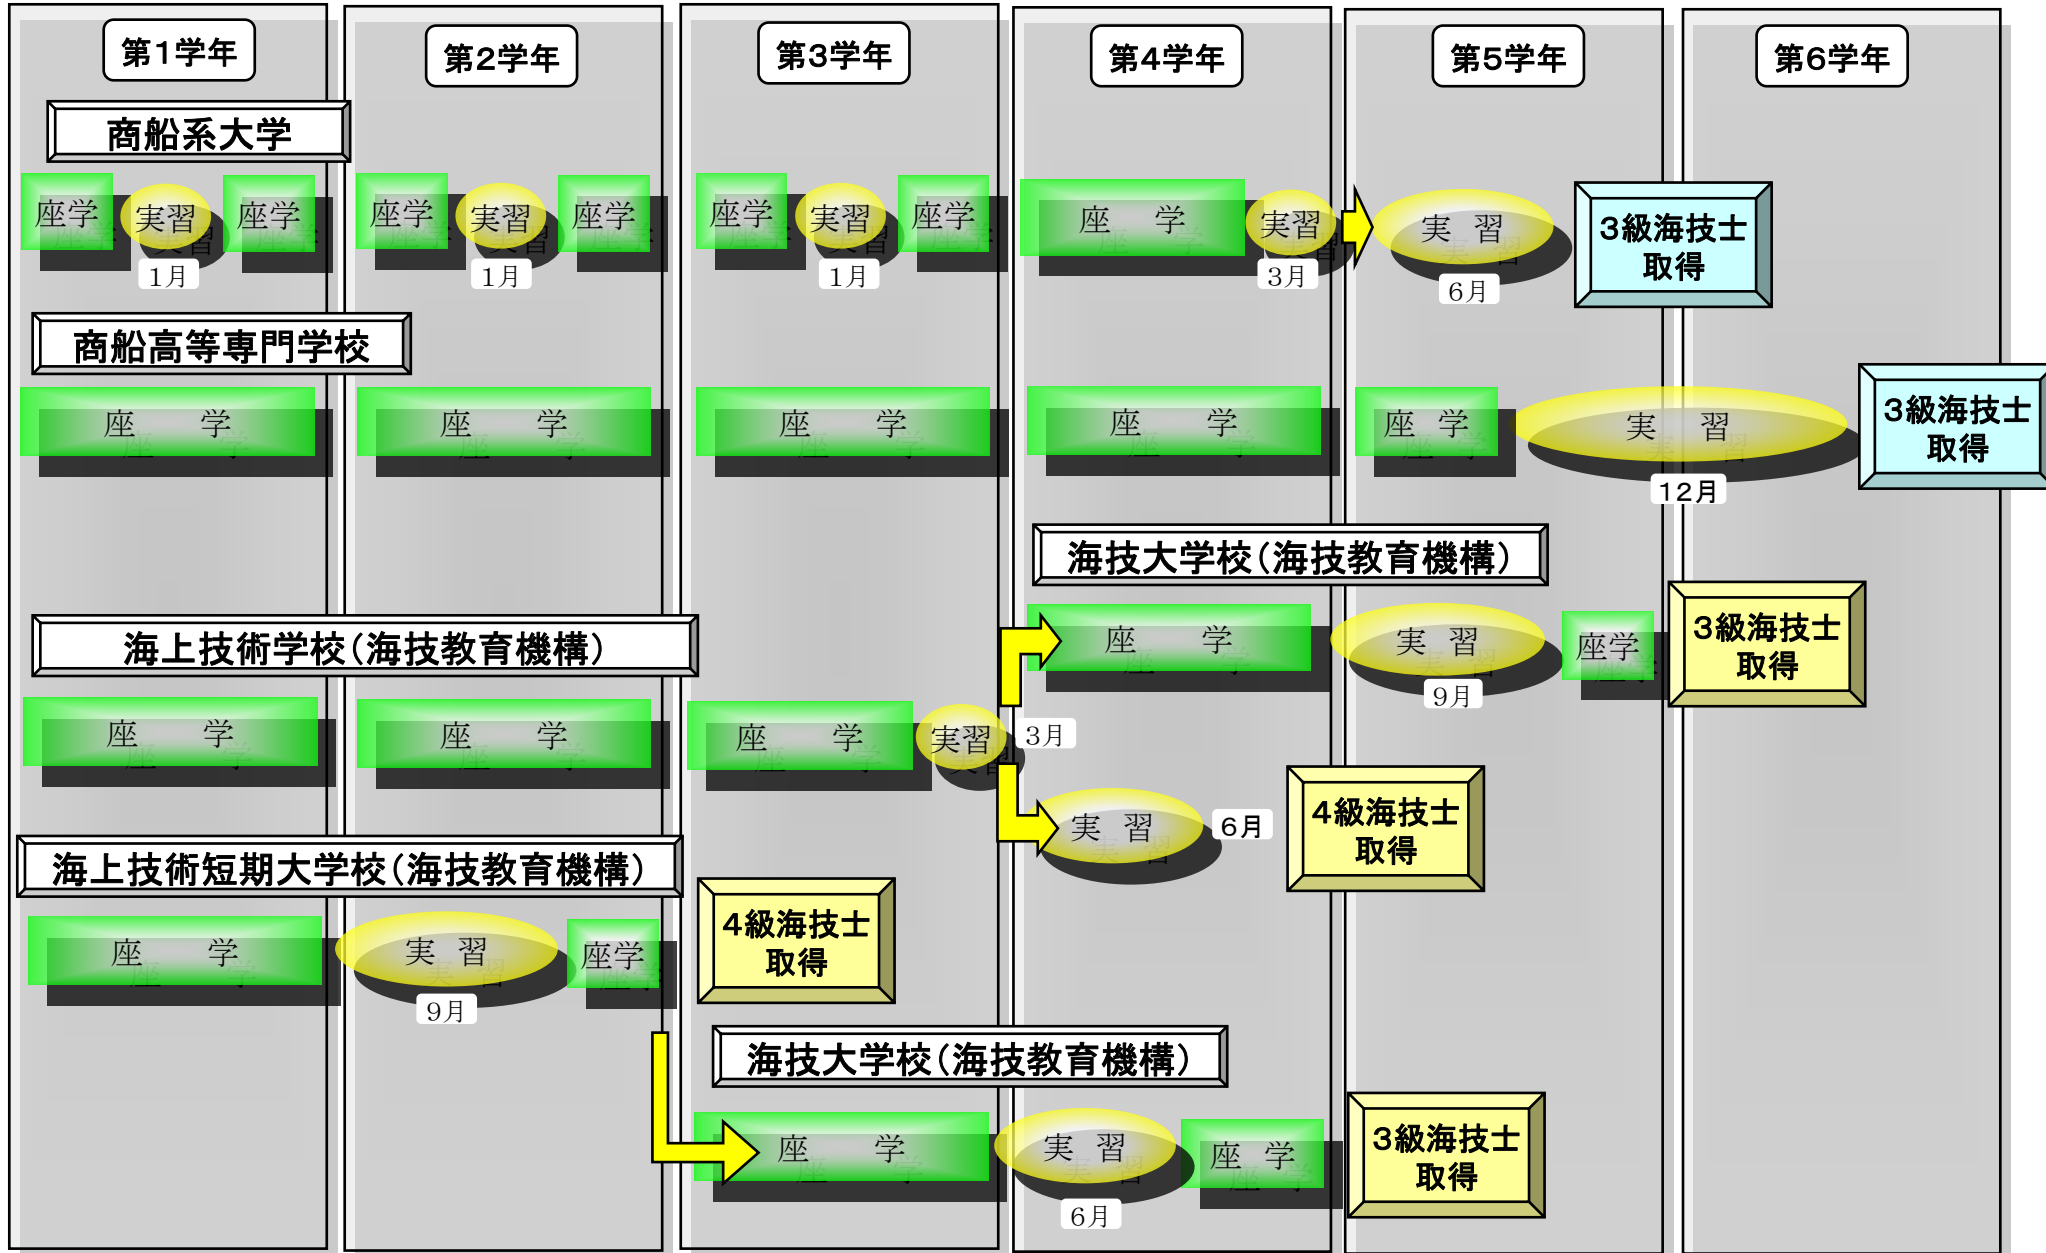 第1学年
第2学年
第3学年
第4学年
第5学年
第6学年
商船系大学
座学
実習
座学
1月
座学
実習
座学
1月
座学
実習
座学
1月
座 学
実習
3月
実 習
6月
3級海技士
取得
商船高等専門学校
座 学
座 学
座 学
座 学
座 学
実 習
12月
3級海技士
取得
海技大学校(海技教育機構)
座 学
実 習
9月
座学
3級海技士
取得
海上技術学校(海技教育機構)
座 学
座 学
座 学
実習
3月
実 習
6月
4級海技士
取得
海上技術短期大学校(海技教育機構)
座 学
実 習
9月
座学
4級海技士
取得
海技大学校(海技教育機構)
座 学
実 習
6月
座 学
3級海技士
取得